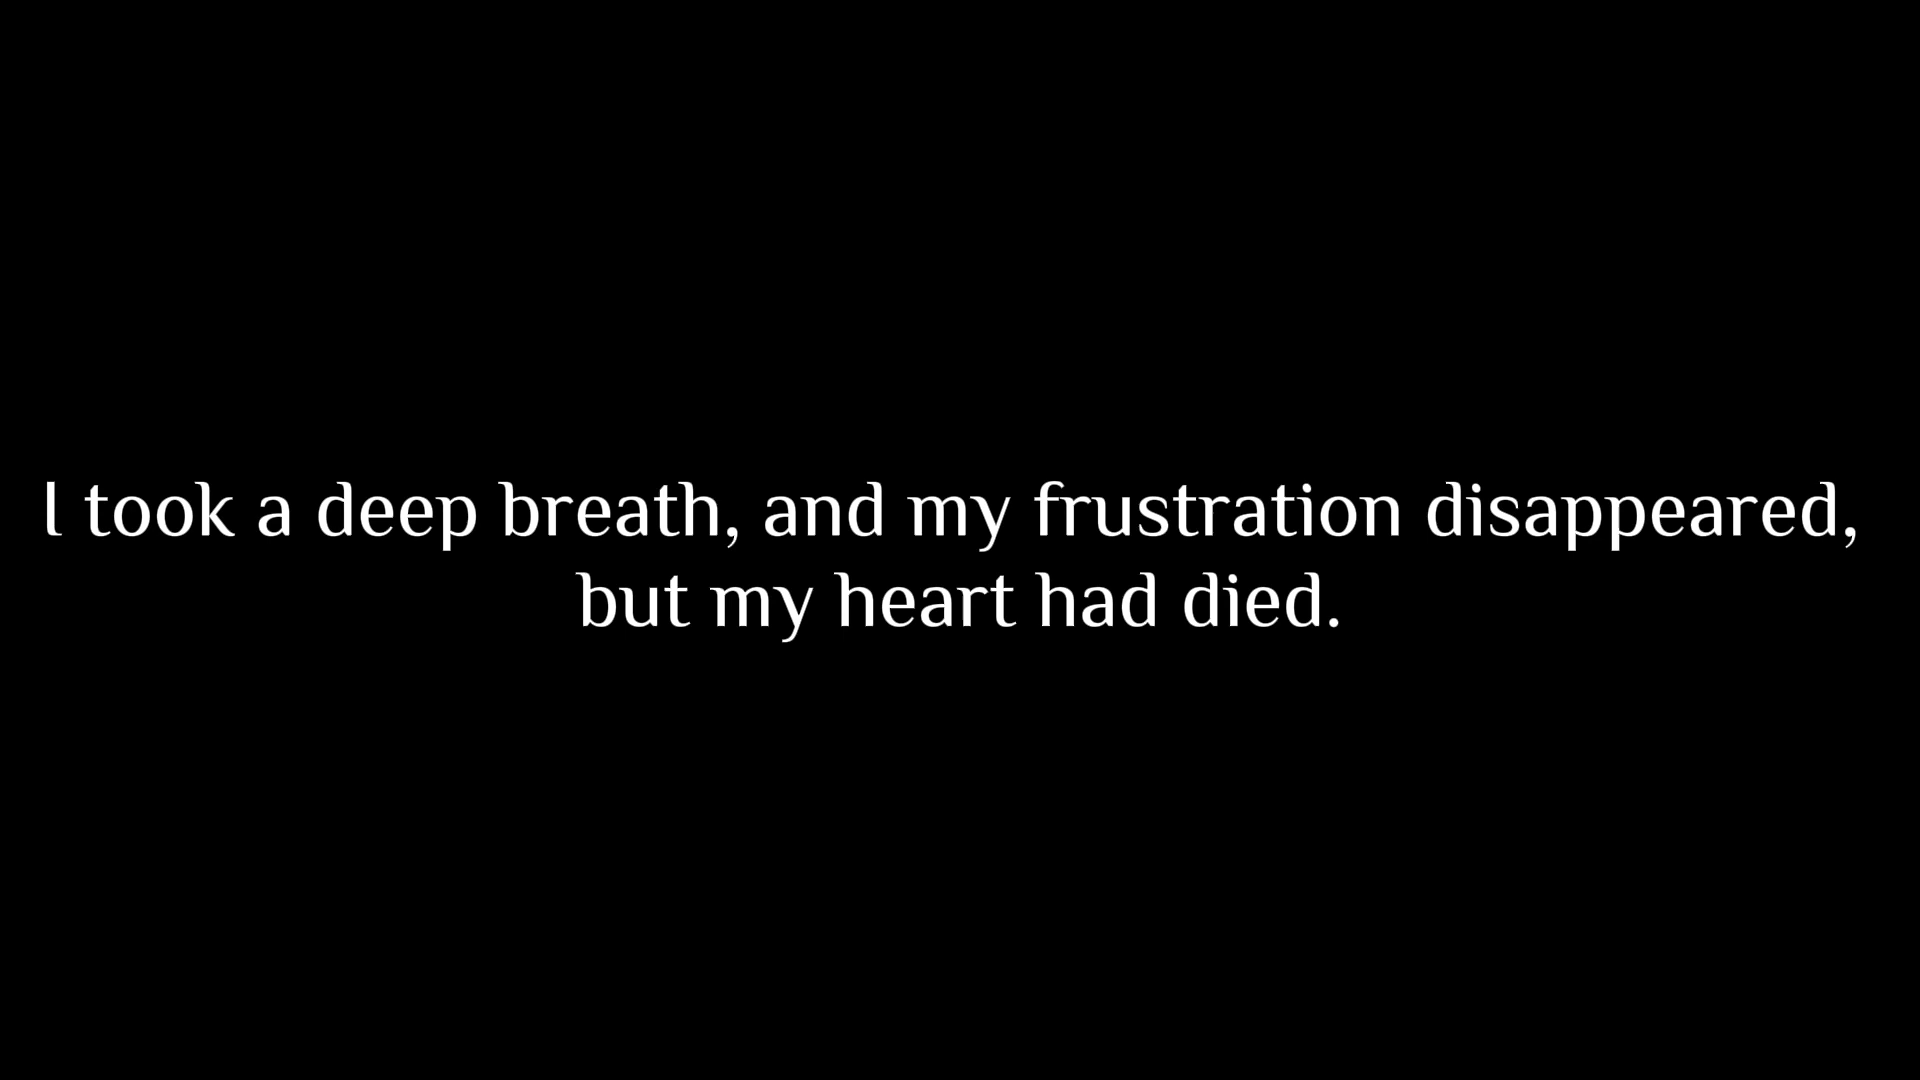 I took a deep breath, and my frustration disappeared,
but my heart had died.